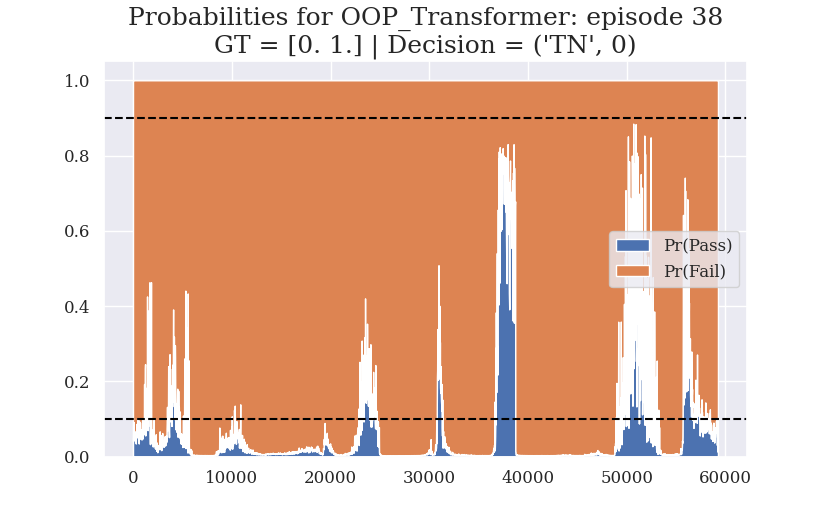 Probabilities for OOP_Transformer: episode 38
GT = [0. 1.] | Decision = ('TN', 0)
1.0
0.8
0.6
0.4
0.2
0.0
Pr(Pass)
Pr(Fail)
0 10000 20000 30000 40000 50000 60000